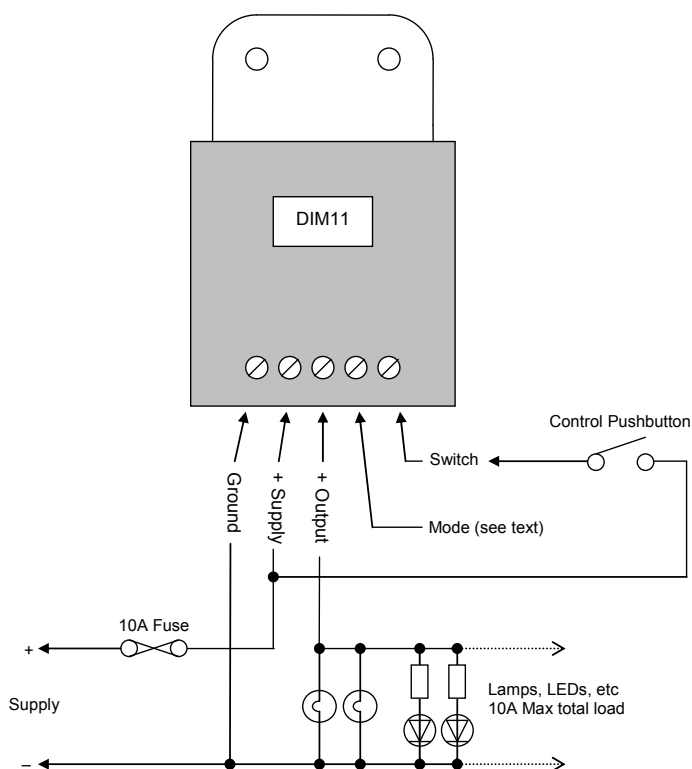 DIM11
Control Pushbutton
Switch
Ground
+ Supply
+ Output
Mode (see text)
10A Fuse
+
Supply
Lamps, LEDs, etc
10A Max total load
–